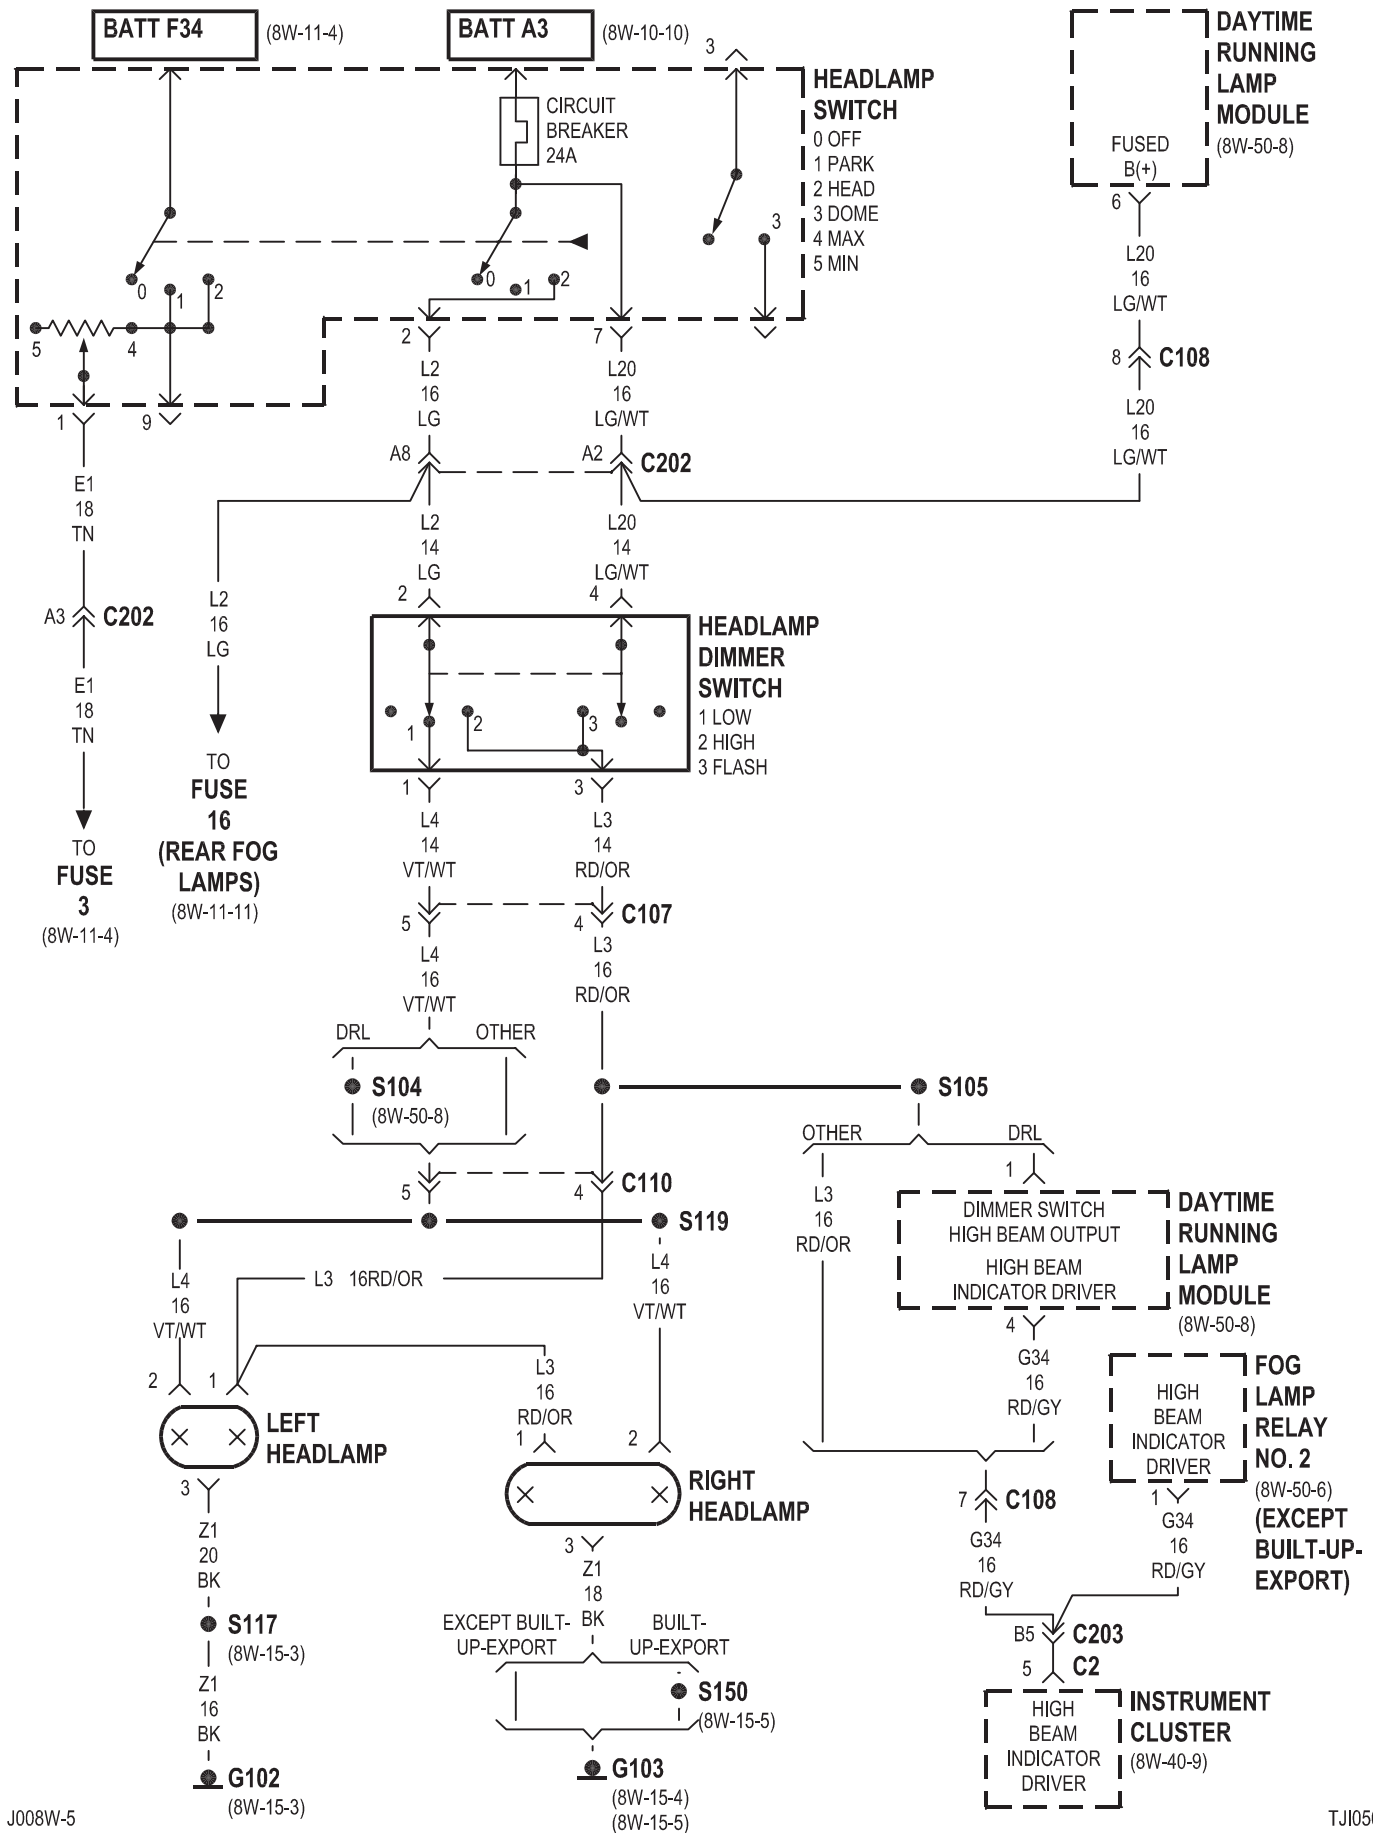 BATT F34
(8W-11-4)
BATT A3
(8W-10-10)
3
DAYTIME
RUNNING
LAMP
MODULE
(8W-50-8)
FUSED
B(+)
6
HEADLAMP
SWITCH
0 OFF
1 PARK
2 HEAD
3 DOME
4 MAX
5 MIN
CIRCUIT
BREAKER
24A
0
1
2
0
1
2
3
5
4
1
9
2
7
L20
16
LG/WT
8
C108
L20
16
LG/WT
L2
16
LG
L20
16
LG/WT
A8
A2
C202
E1
18
TN
A3
C202
E1
18
TN
TO
FUSE
3
(8W-11-4)
L2
16
LG
TO
FUSE
16
(REAR FOG
LAMPS)
(8W-11-11)
L2
14
LG
2
L20
14
LG/WT
4
HEADLAMP
DIMMER
SWITCH
1 LOW
2 HIGH
3 FLASH
1
2
3
1
3
L4
14
VT/WT
L3
14
RD/OR
5
4
C107
L4
16
VT/WT
L3
16
RD/OR
DRL
OTHER
S104
(8W-50-8)
S105
5
4
C110
S119
OTHER
DRL
L3
16
RD/OR
1
DIMMER SWITCH
HIGH BEAM OUTPUT
HIGH BEAM
INDICATOR DRIVER
DAYTIME
RUNNING
LAMP
MODULE
(8W-50-8)
4
G34
16
RD/GY
L4
16
VT/WT
L3 16RD/OR
L4
16
VT/WT
2
1
LEFT
HEADLAMP
L3
16
RD/OR
1
2
RIGHT
HEADLAMP
3
Z1
20
BK
S117
(8W-15-3)
Z1
16
BK
G102
(8W-15-3)
3
Z1
18
BK
EXCEPT BUILT-
UP-EXPORT
BUILT-
UP-EXPORT
S150
(8W-15-5)
G103
(8W-15-4)
(8W-15-5)
HIGH
BEAM
INDICATOR
DRIVER
FOG
LAMP
RELAY
NO. 2
(8W-50-6)
(EXCEPT
BUILT-UP-
EXPORT)
1
G34
16
RD/GY
7
C108
G34
16
RD/GY
B5
C203
5
C2
HIGH
BEAM
INDICATOR
DRIVER
INSTRUMENT
CLUSTER
(8W-40-9)
J008W-5